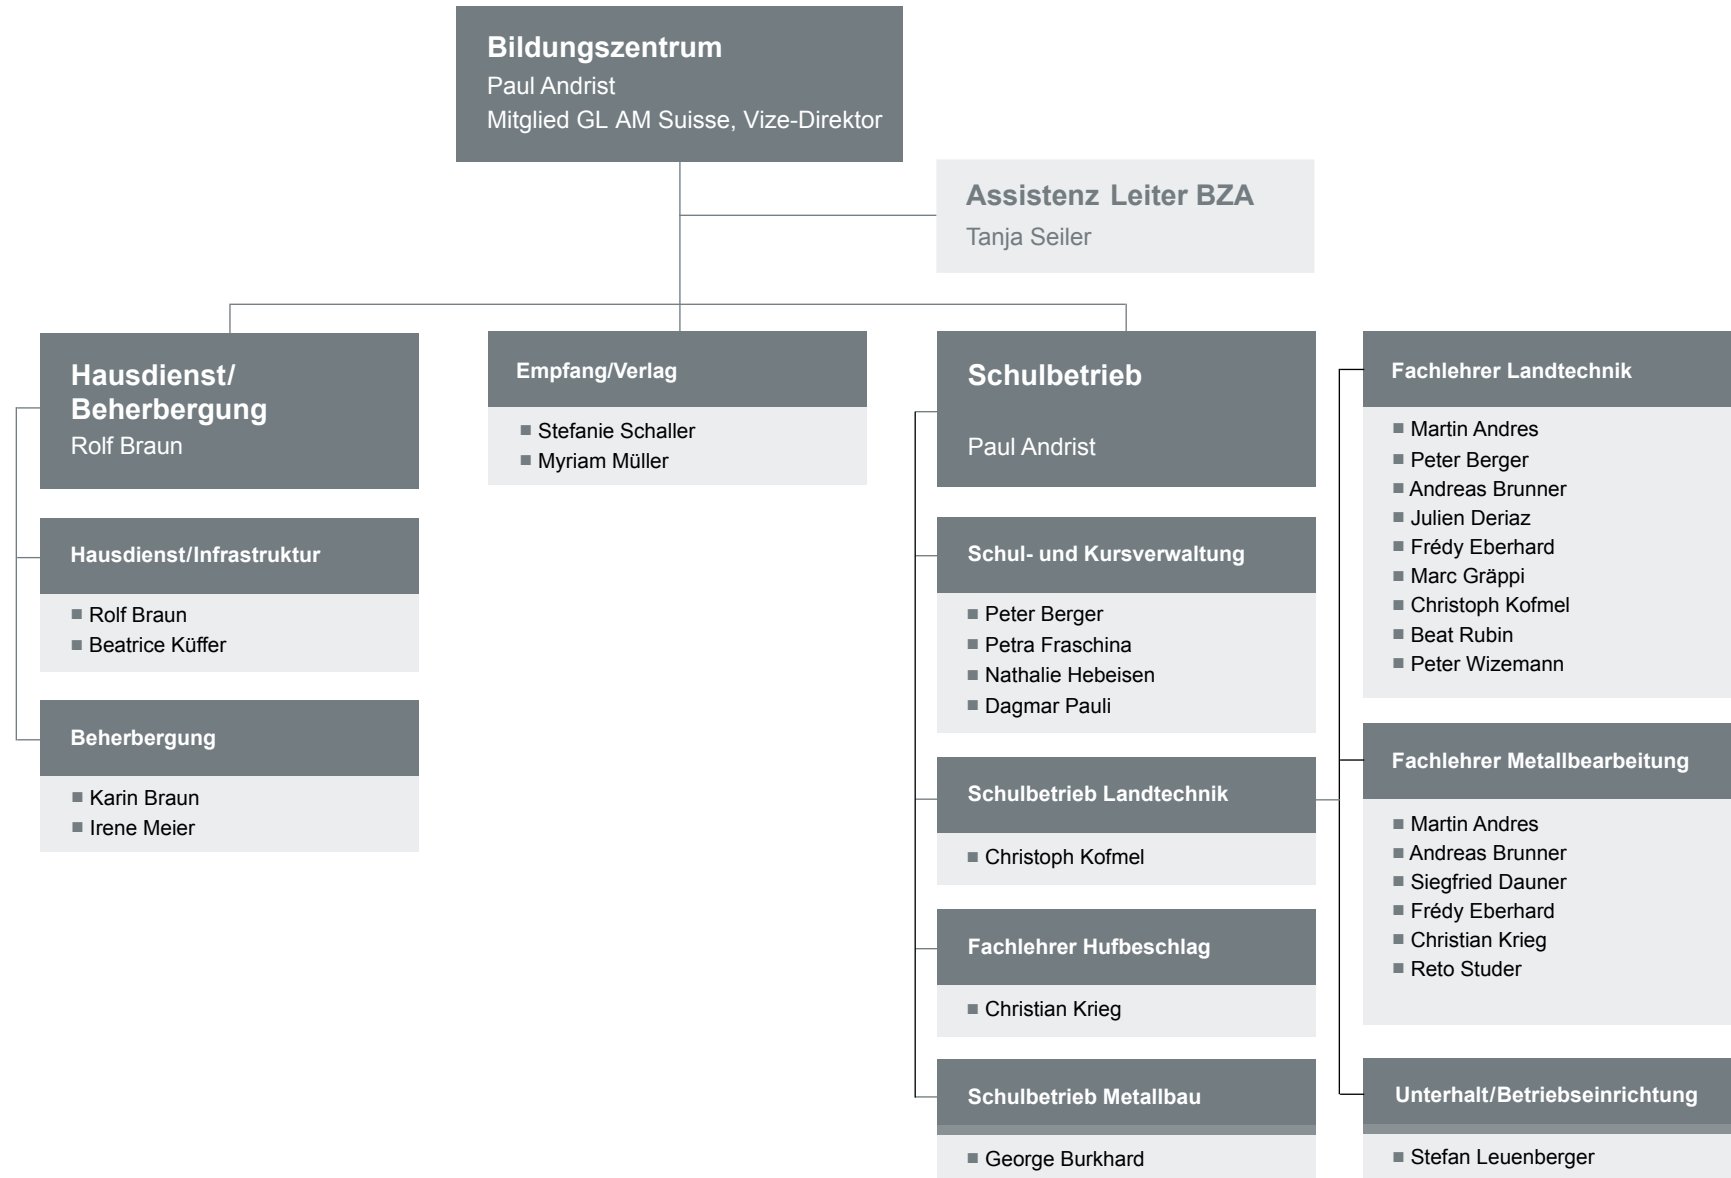 Bildungszentrum
Paul Andrist
Mitglied GL AM Suisse, Vize-Direktor
Assistenz Leiter BZA
Tanja Seiler
Hausdienst/
Beherbergung
Rolf Braun
Hausdienst/Infrastruktur
Rolf Braun
Beatrice Küffer
Beherbergung
Karin Braun
Irene Meier
Empfang/Verlag
Stefanie Schaller
Myriam Müller
Schulbetrieb
Paul Andrist
Schul- und Kursverwaltung
Peter Berger
Petra Fraschina
Nathalie Hebeisen
Dagmar Pauli
Schulbetrieb Landtechnik
Christoph Kofmel
Fachlehrer Hufbeschlag
Christian Krieg
Schulbetrieb Metallbau
George Burkhard
Fachlehrer Landtechnik
Martin Andres
Peter Berger
Andreas Brunner
Julien Deriaz
Frédy Eberhard
Marc Gräppi
Christoph Kofmel
Beat Rubin
Peter Wizemann
Fachlehrer Metallbearbeitung
Martin Andres
Andreas Brunner
Siegfried Dauner
Frédy Eberhard
Christian Krieg
Reto Studer
Unterhalt/Betriebseinrichtung
Stefan Leuenberger